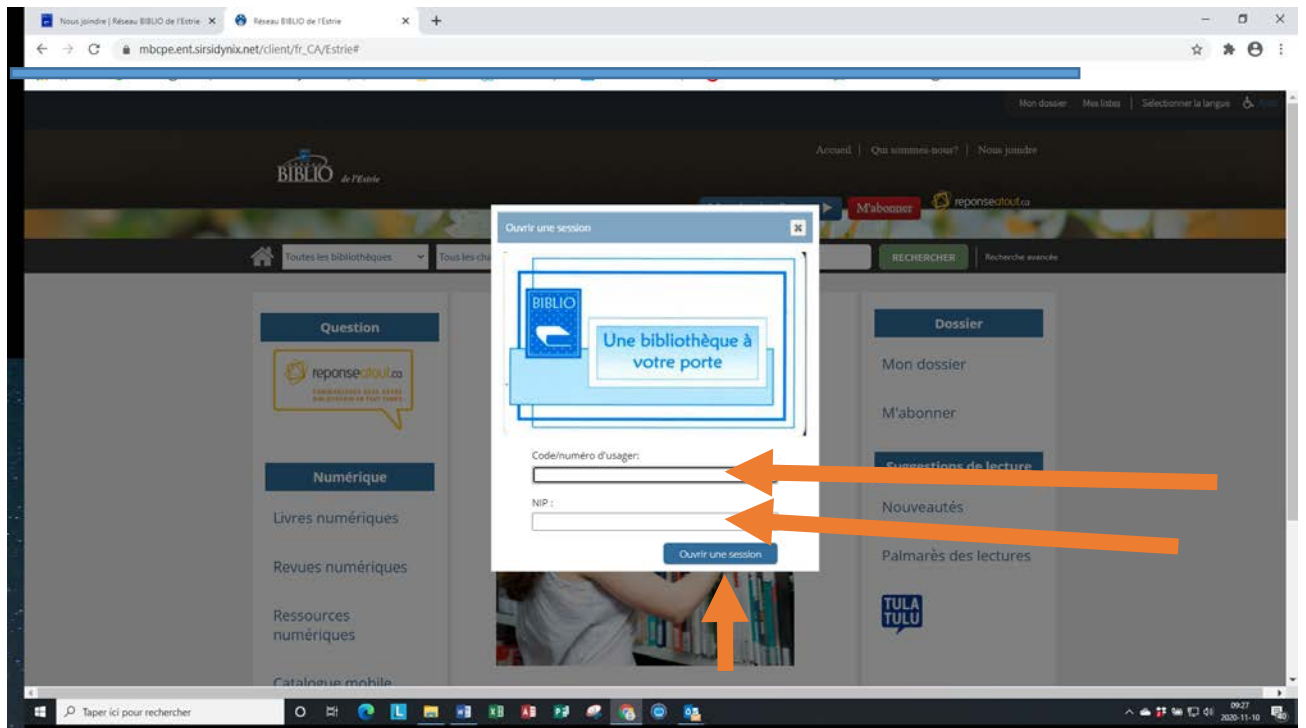 Nous joindre | Réseau BIBLIO de l'Estrie
Réseau BIBLIO de l'Estrie
mbcpe.ent.sirsidynix.net/client/fr_CA/Estrie#
Mon dossier Mes listes | Sélectionner la langue
Accueil | Qui sommes-nous? | Nous joindre
BIBLIO de l'Estrie
M'abonner
reponseatout.ca
Toutes les bibliothèques
Tous les cha
RECHERCHER
Recherche avancée
Ouvrir une session
BIBLIO
Une bibliothèque à
votre porte
Code/numéro d'usager:
NIP :
Ouvrir une session
Question
reponseatout.ca
Numérique
Livres numériques
Revues numériques
Ressources
numériques
Catalogue mobile
Dossier
Mon dossier
M'abonner
Suggestions de lecture
Nouveautés
Palmarès des lectures
TULA
TULU
Taper ici pour rechercher
09:27
2020-11-10